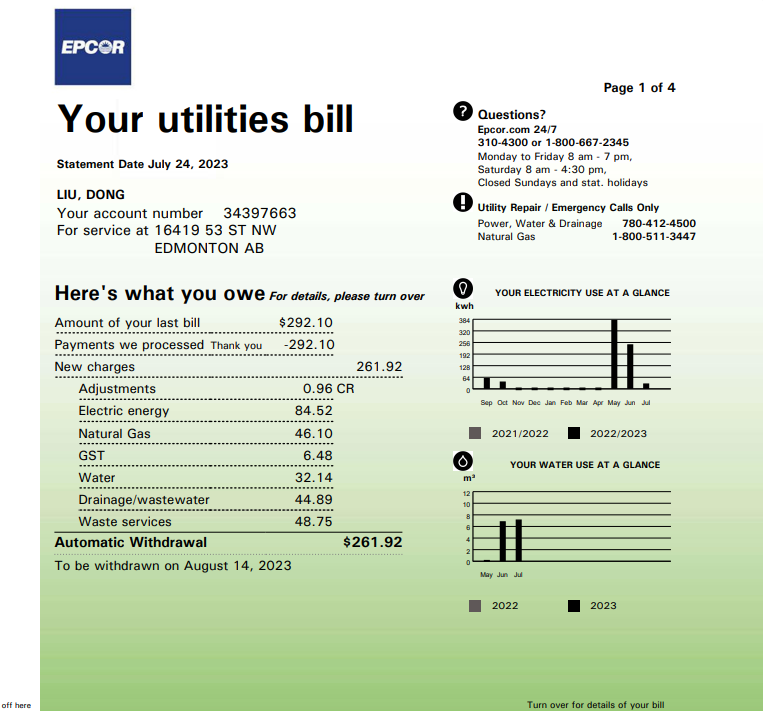 EPCOR
Page 1 of 4
Your utilities bill
Statement Date July 24, 2023
LIU, DONG
Your account number 34397663
For service at 16419 53 ST NW
EDMONTON AB
Questions?
Epcor.com 24/7
310-4300 or 1-800-667-2345
Monday to Friday 8 am - 7 pm,
Saturday 8 am - 4:30 pm,
Closed Sundays and stat. holidays
Utility Repair / Emergency Calls Only
Power, Water & Drainage 780-412-4500
Natural Gas 1-800-511-3447
Here's what you owe For details, please turn over
Amount of your last bill $292.10
Payments we processed Thank you -292.10
New charges 261.92
Adjustments 0.96 CR
Electric energy 84.52
Natural Gas 46.10
GST 6.48
Water 32.14
Drainage/wastewater 44.89
Waste services 48.75
Automatic Withdrawal $261.92
To be withdrawn on August 14, 2023
YOUR ELECTRICITY USE AT A GLANCE
kwh
384
320
256
192
128
64
0
Sep Oct Nov Dec Jan Feb Mar Apr May Jun Jul
2021/2022 2022/2023
YOUR WATER USE AT A GLANCE
m³
12
10
8
6
4
2
0
May Jun Jul
2022 2023
off here
Turn over for details of your bill